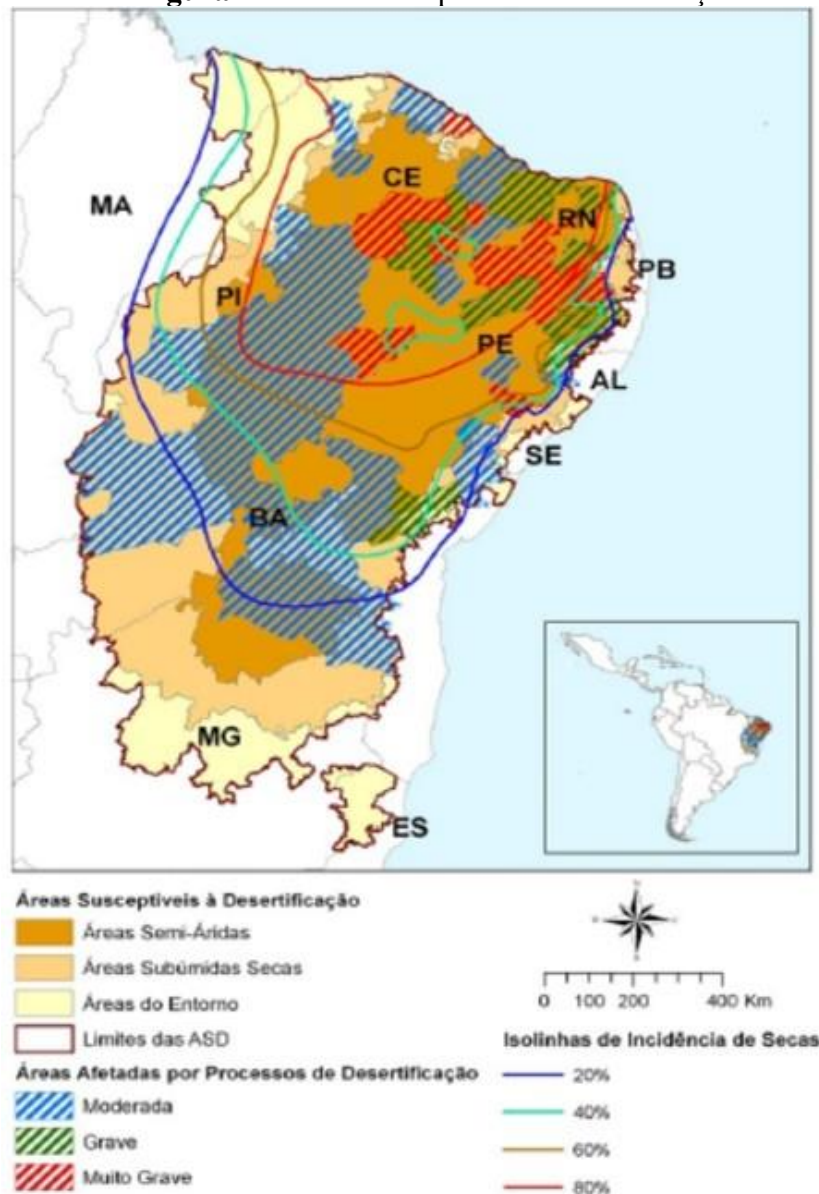 CE
MA
RN
PB
PI
PE
AL
SE
BA
MG
ES
Áreas Susceptiveis à Desertificação
Áreas Semi-Áridas
Áreas Subúmidas Secas
Áreas do Entorno
Limites das ASD
Áreas Afetadas por Processos de Desertificação
Moderada
Grave
Muito Grave
0 100 200 400 Km
Isolinhas de Incidência de Secas
20%
40%
60%
80%